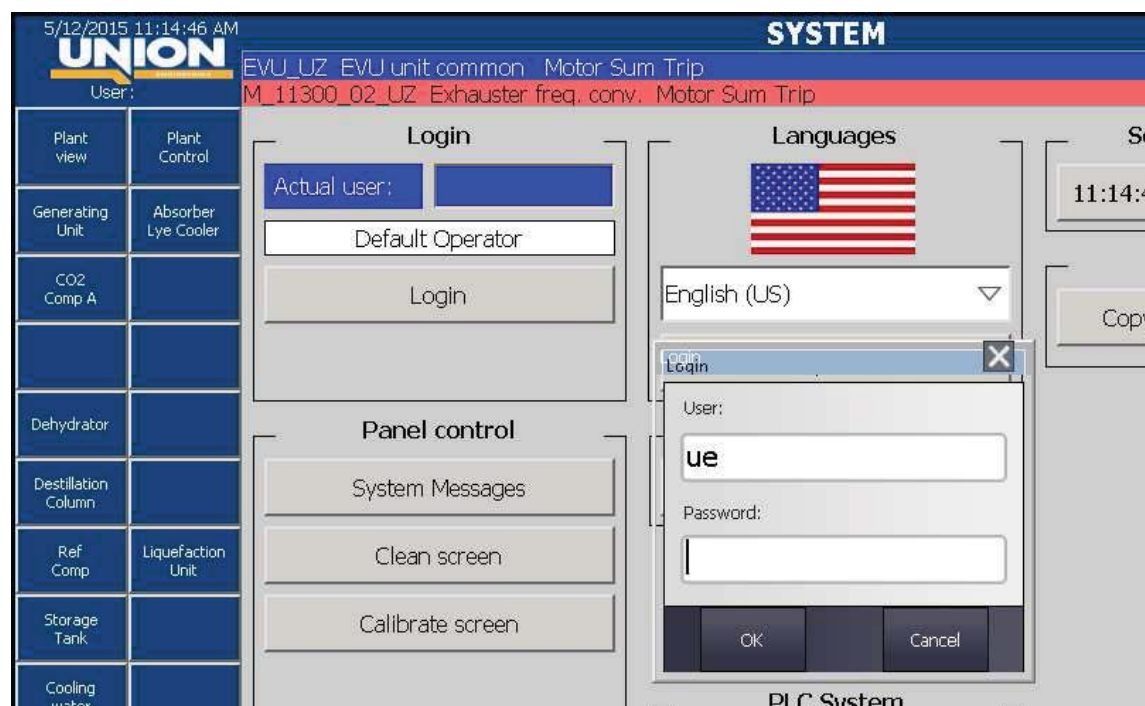 5/12/2015 11:14:46 AM
UNION
User:
SYSTEM
EVU_UZ EVU unit common Motor Sum Trip
M_11300_02_UZ Exhauster freq. conv. Motor Sum Trip
Plant
view
Plant
Control
Generating
Unit
Absorber
Lye Cooler
CO2
Comp A
Dehydrator
Destillation
Column
Ref
Comp
Liquefaction
Unit
Storage
Tank
Cooling
water
Login
Actual user:
Default Operator
Login
Panel control
System Messages
Clean screen
Calibrate screen
Languages
English (US)
11:14:4
Cop
Login
User:
ue
Password:
OK
Cancel
PLC System